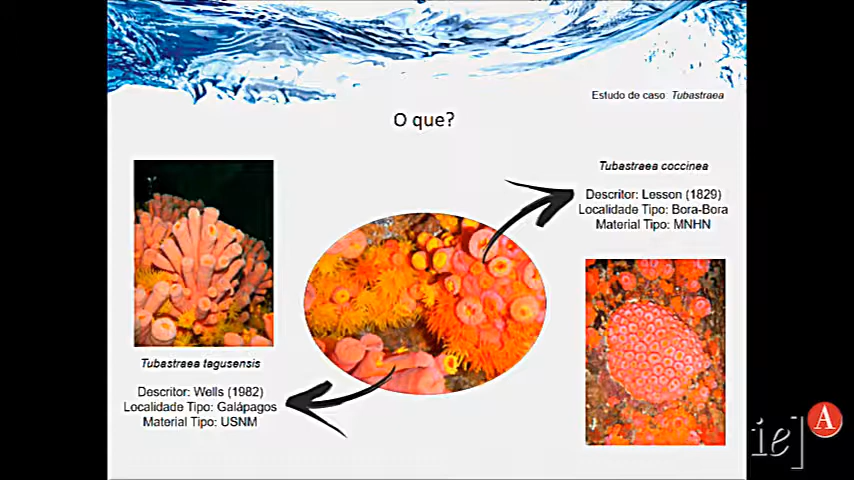 Estudo de caso: Tubastraea
O que?
Tubastraea coccinea
Descritor: Lesson (1829)
Localidade Tipo: Bora-Bora
Material Tipo: MNHN
Tubastraea tagusensis
Descritor: Wells (1982)
Localidade Tipo: Galápagos
Material Tipo: USNM
ie] A